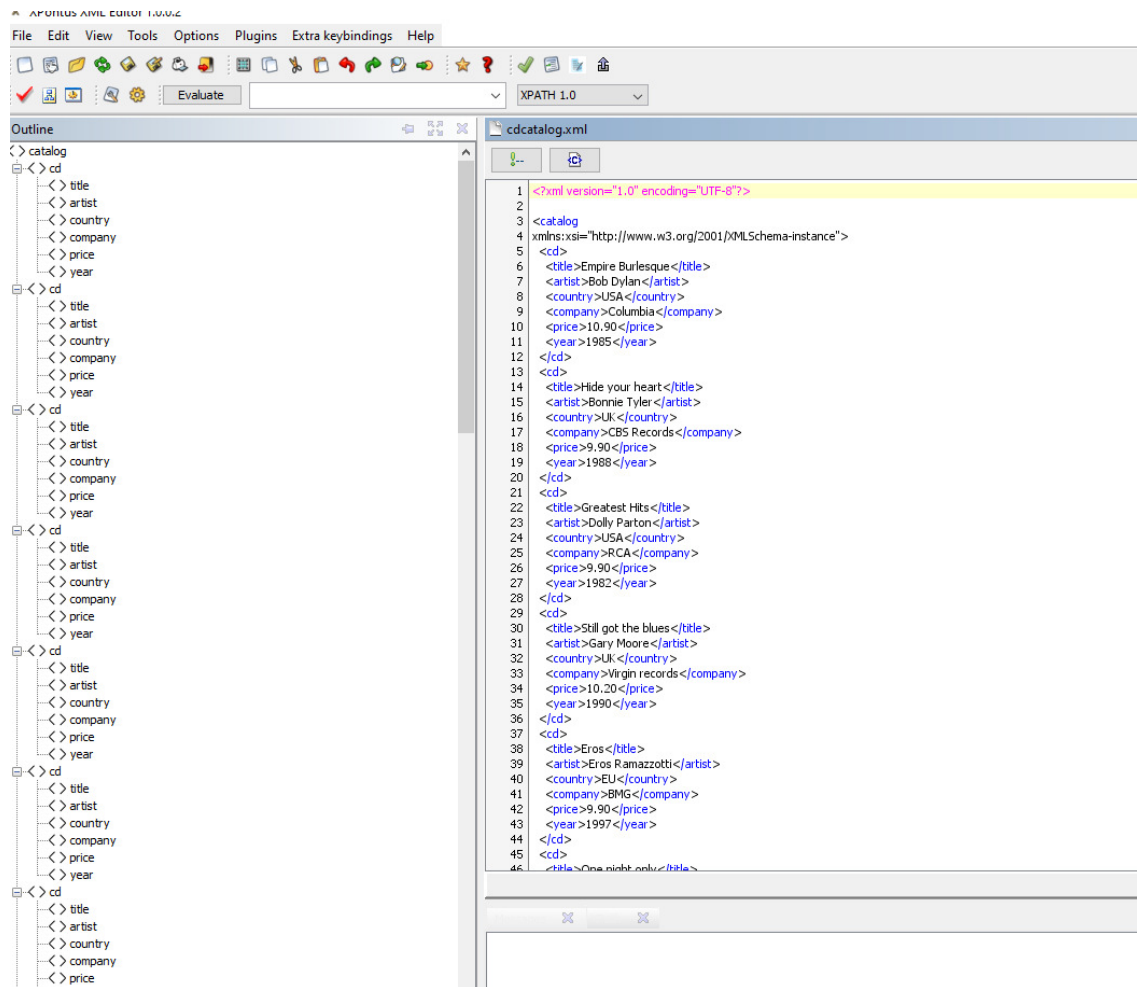 XPontus XML Editor 1.0.0.2
File Edit View Tools Options Plugins Extra keybindings Help
Evaluate XPATH 1.0
Outline
<> catalog
<> cd
<> title
<> artist
<> country
<> company
<> price
<> year
<> cd
<> title
<> artist
<> country
<> company
<> price
<> year
<> cd
<> title
<> artist
<> country
<> company
<> price
<> year
<> cd
<> title
<> artist
<> country
<> company
<> price
<> year
<> cd
<> title
<> artist
<> country
<> company
<> price
<> year
<> cd
<> title
<> artist
<> country
<> company
<> price
<> year
<> cd
<> title
<> artist
<> country
<> company
<> price
cdcatalog.xml
1 <?xml version="1.0" encoding="UTF-8"?>
2
3 <catalog
4 xmlns:xsi="http://www.w3.org/2001/XMLSchema-instance">
5 <cd>
6 <title>Empire Burlesque</title>
7 <artist>Bob Dylan</artist>
8 <country>USA</country>
9 <company>Columbia</company>
10 <price>10.90</price>
11 <year>1985</year>
12 </cd>
13 <cd>
14 <title>Hide your heart</title>
15 <artist>Bonnie Tyler</artist>
16 <country>UK</country>
17 <company>CBS Records</company>
18 <price>9.90</price>
19 <year>1988</year>
20 </cd>
21 <cd>
22 <title>Greatest Hits</title>
23 <artist>Dolly Parton</artist>
24 <country>USA</country>
25 <company>RCA</company>
26 <price>9.90</price>
27 <year>1982</year>
28 </cd>
29 <cd>
30 <title>Still got the blues</title>
31 <artist>Gary Moore</artist>
32 <country>UK</country>
33 <company>Virgin records</company>
34 <price>10.20</price>
35 <year>1990</year>
36 </cd>
37 <cd>
38 <title>Eros</title>
39 <artist>Eros Ramazzotti</artist>
40 <country>EU</country>
41 <company>BMG</company>
42 <price>9.90</price>
43 <year>1997</year>
44 </cd>
45 <cd>
46 <title>One night only</title>